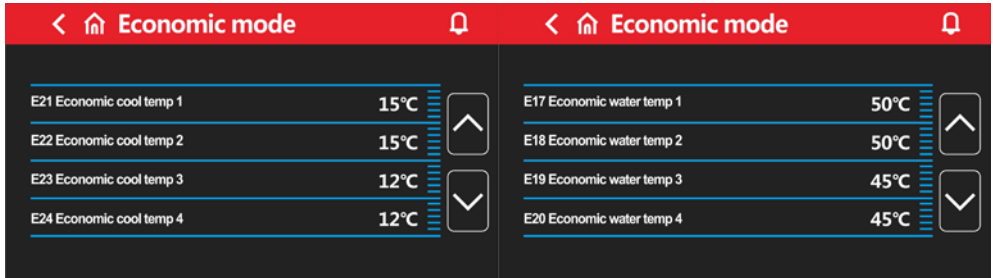 Economic mode
E21 Economic cool temp 1 15℃
E22 Economic cool temp 2 15℃
E23 Economic cool temp 3 12℃
E24 Economic cool temp 4 12℃
Economic mode
E17 Economic water temp 1 50℃
E18 Economic water temp 2 50℃
E19 Economic water temp 3 45℃
E20 Economic water temp 4 45℃